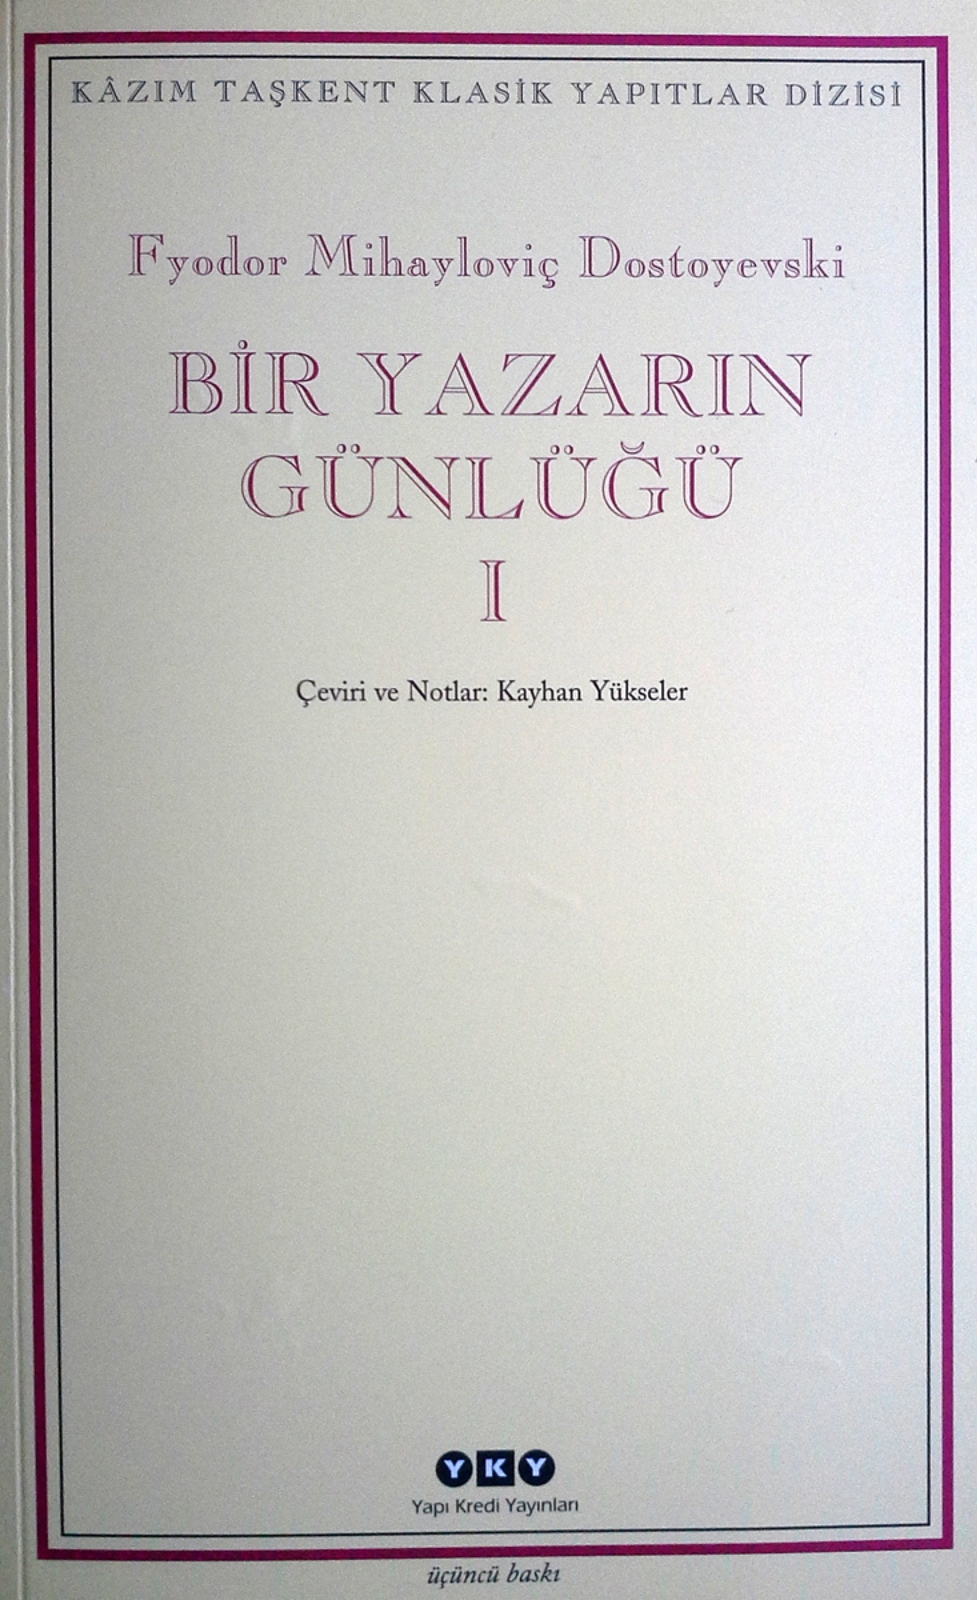 KÂZIM TAŞKENT KLASİK YAPITLAR DİZİSİ
Fyodor Mihayloviç Dostoyevski
BİR YAZARIN
GÜNLÜĞÜ
I
Çeviri ve Notlar: Kayhan Yükseler
YKY
Yapı Kredi Yayınları
üçüncü baskı